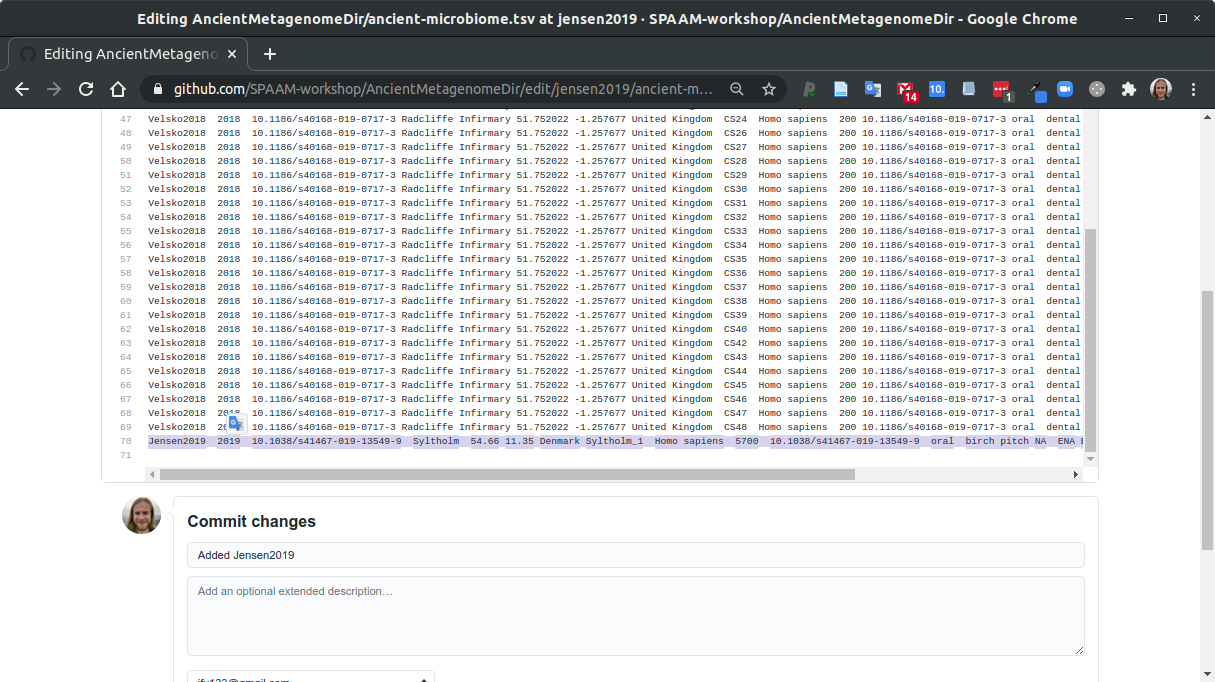 Editing AncientMetagenomeDir/ancient-microbiome.tsv at jensen2019 · SPAAM-workshop/AncientMetagenomeDir - Google Chrome
Editing AncientMetageno
github.com/SPAAM-workshop/AncientMetagenomeDir/edit/jensen2019/ancient-m…
14
10.
1
47 Velsko2018 2018 10.1186/s40168-019-0717-3 Radcliffe Infirmary 51.752022 -1.257677 United Kingdom CS24 Homo sapiens 200 10.1186/s40168-019-0717-3 oral dental
48 Velsko2018 2018 10.1186/s40168-019-0717-3 Radcliffe Infirmary 51.752022 -1.257677 United Kingdom CS26 Homo sapiens 200 10.1186/s40168-019-0717-3 oral dental
49 Velsko2018 2018 10.1186/s40168-019-0717-3 Radcliffe Infirmary 51.752022 -1.257677 United Kingdom CS27 Homo sapiens 200 10.1186/s40168-019-0717-3 oral dental
50 Velsko2018 2018 10.1186/s40168-019-0717-3 Radcliffe Infirmary 51.752022 -1.257677 United Kingdom CS28 Homo sapiens 200 10.1186/s40168-019-0717-3 oral dental
51 Velsko2018 2018 10.1186/s40168-019-0717-3 Radcliffe Infirmary 51.752022 -1.257677 United Kingdom CS29 Homo sapiens 200 10.1186/s40168-019-0717-3 oral dental
52 Velsko2018 2018 10.1186/s40168-019-0717-3 Radcliffe Infirmary 51.752022 -1.257677 United Kingdom CS30 Homo sapiens 200 10.1186/s40168-019-0717-3 oral dental
53 Velsko2018 2018 10.1186/s40168-019-0717-3 Radcliffe Infirmary 51.752022 -1.257677 United Kingdom CS31 Homo sapiens 200 10.1186/s40168-019-0717-3 oral dental
54 Velsko2018 2018 10.1186/s40168-019-0717-3 Radcliffe Infirmary 51.752022 -1.257677 United Kingdom CS32 Homo sapiens 200 10.1186/s40168-019-0717-3 oral dental
55 Velsko2018 2018 10.1186/s40168-019-0717-3 Radcliffe Infirmary 51.752022 -1.257677 United Kingdom CS33 Homo sapiens 200 10.1186/s40168-019-0717-3 oral dental
56 Velsko2018 2018 10.1186/s40168-019-0717-3 Radcliffe Infirmary 51.752022 -1.257677 United Kingdom CS34 Homo sapiens 200 10.1186/s40168-019-0717-3 oral dental
57 Velsko2018 2018 10.1186/s40168-019-0717-3 Radcliffe Infirmary 51.752022 -1.257677 United Kingdom CS35 Homo sapiens 200 10.1186/s40168-019-0717-3 oral dental
58 Velsko2018 2018 10.1186/s40168-019-0717-3 Radcliffe Infirmary 51.752022 -1.257677 United Kingdom CS36 Homo sapiens 200 10.1186/s40168-019-0717-3 oral dental
59 Velsko2018 2018 10.1186/s40168-019-0717-3 Radcliffe Infirmary 51.752022 -1.257677 United Kingdom CS37 Homo sapiens 200 10.1186/s40168-019-0717-3 oral dental
60 Velsko2018 2018 10.1186/s40168-019-0717-3 Radcliffe Infirmary 51.752022 -1.257677 United Kingdom CS38 Homo sapiens 200 10.1186/s40168-019-0717-3 oral dental
61 Velsko2018 2018 10.1186/s40168-019-0717-3 Radcliffe Infirmary 51.752022 -1.257677 United Kingdom CS39 Homo sapiens 200 10.1186/s40168-019-0717-3 oral dental
62 Velsko2018 2018 10.1186/s40168-019-0717-3 Radcliffe Infirmary 51.752022 -1.257677 United Kingdom CS40 Homo sapiens 200 10.1186/s40168-019-0717-3 oral dental
63 Velsko2018 2018 10.1186/s40168-019-0717-3 Radcliffe Infirmary 51.752022 -1.257677 United Kingdom CS42 Homo sapiens 200 10.1186/s40168-019-0717-3 oral dental
64 Velsko2018 2018 10.1186/s40168-019-0717-3 Radcliffe Infirmary 51.752022 -1.257677 United Kingdom CS43 Homo sapiens 200 10.1186/s40168-019-0717-3 oral dental
65 Velsko2018 2018 10.1186/s40168-019-0717-3 Radcliffe Infirmary 51.752022 -1.257677 United Kingdom CS44 Homo sapiens 200 10.1186/s40168-019-0717-3 oral dental
66 Velsko2018 2018 10.1186/s40168-019-0717-3 Radcliffe Infirmary 51.752022 -1.257677 United Kingdom CS45 Homo sapiens 200 10.1186/s40168-019-0717-3 oral dental
67 Velsko2018 2018 10.1186/s40168-019-0717-3 Radcliffe Infirmary 51.752022 -1.257677 United Kingdom CS46 Homo sapiens 200 10.1186/s40168-019-0717-3 oral dental
68 Velsko2018 2018 10.1186/s40168-019-0717-3 Radcliffe Infirmary 51.752022 -1.257677 United Kingdom CS47 Homo sapiens 200 10.1186/s40168-019-0717-3 oral dental
69 Velsko2018 10.1186/s40168-019-0717-3 Radcliffe Infirmary 51.752022 -1.257677 United Kingdom CS48 Homo sapiens 200 10.1186/s40168-019-0717-3 oral dental
70 Jensen2019 2019 10.1038/s41467-019-13549-9 Syltholm 54.66 11.35 Denmark Syltholm_1 Homo sapiens 5700 10.1038/s41467-019-13549-9 oral birch pitch NA ENA
71
Commit changes
Added Jensen2019
Add an optional extended description…